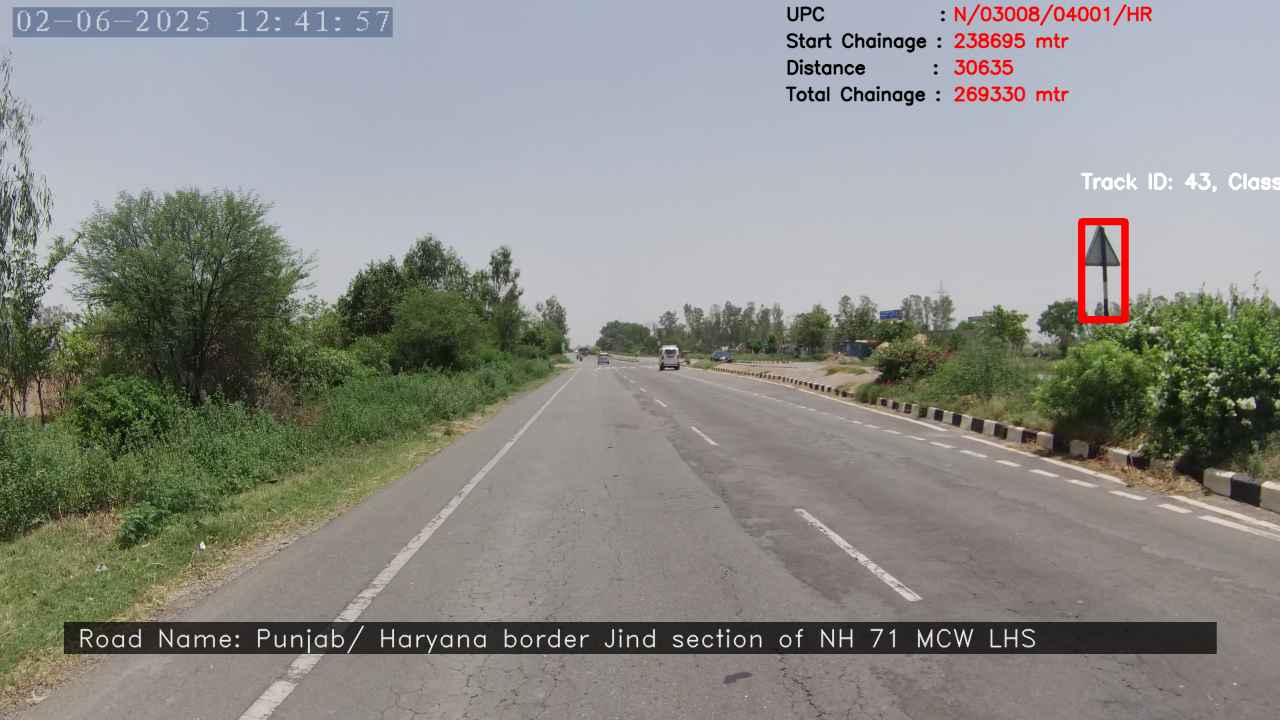 02-06-2025 12:41:57
UPC : N/03008/04001/HR
Start Chainage : 238695 mtr
Distance : 30635
Total Chainage : 269330 mtr
Track ID: 43, Class
Road Name: Punjab/ Haryana border Jind section of NH 71 MCW LHS